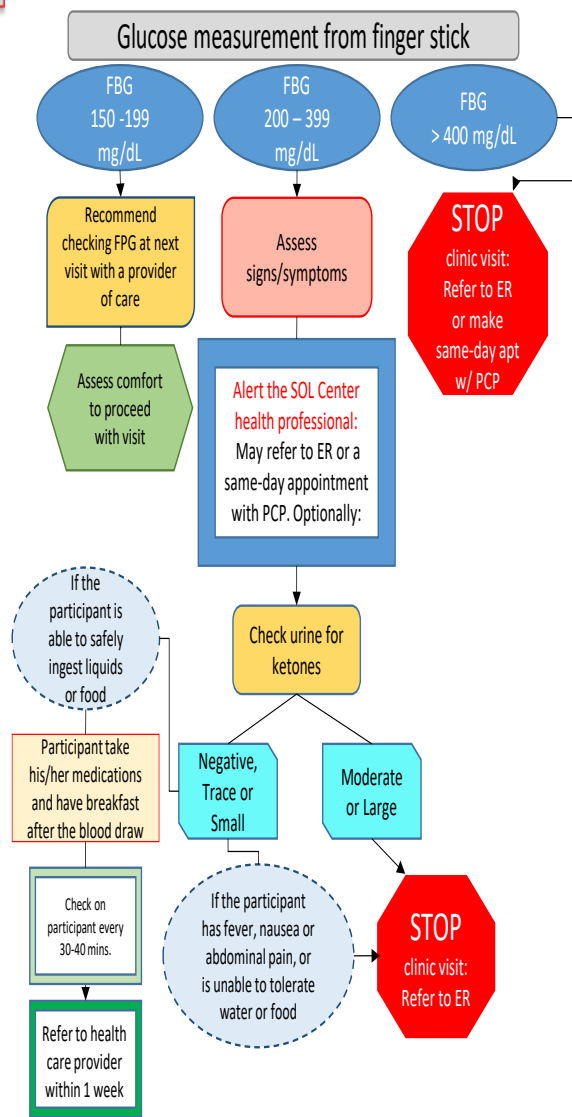 Glucose measurement from finger stick
FBG
150 -199
mg/dL
FBG
200 – 399
mg/dL
FBG
> 400 mg/dL
Recommend
checking FPG at next
visit with a provider
of care
Assess
signs/symptoms
STOP
clinic visit:
Refer to ER
or make
same-day apt
w/ PCP
Assess comfort
to proceed
with visit
Alert the SOL Center
health professional:
May refer to ER or a
same-day appointment
with PCP. Optionally:
If the
participant is
able to safely
ingest liquids
or food
Check urine for
ketones
Participant take
his/her medications
and have breakfast
after the blood draw
Negative,
Trace or
Small
Moderate
or Large
Check on
participant every
30-40 mins.
If the participant
has fever, nausea or
abdominal pain, or
is unable to tolerate
water or food
STOP
clinic visit:
Refer to ER
Refer to health
care provider
within 1 week